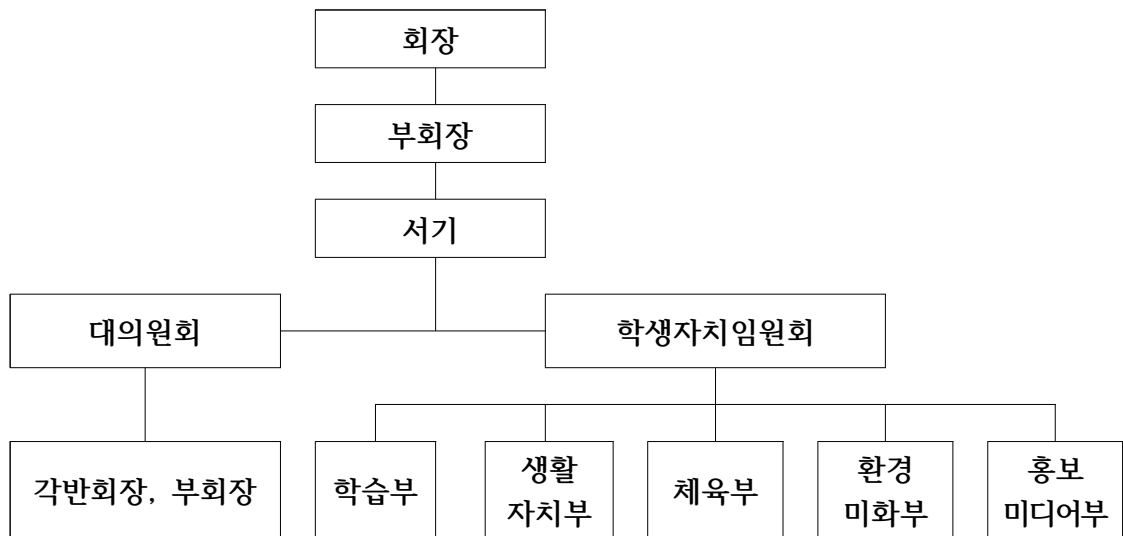 회장
부회장
서기
대의원회
학생자치임원회
각반회장, 부회장
학습부
생활
자치부
체육부
환경
미화부
홍보
미디어부